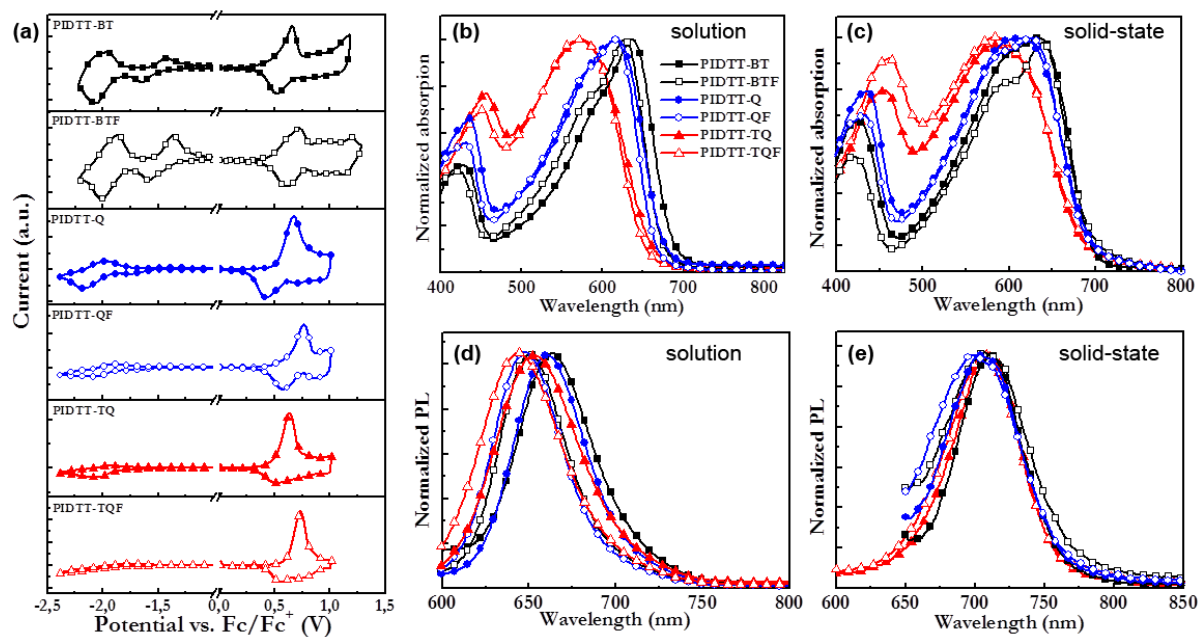 (a)
PIDTT-BT
PIDTT-BTF
PIDTT-Q
PIDTT-QF
PIDTT-TQ
PIDTT-TQF
Current (a.u.)
-2,5 -2,0 -1,5 0,0 0,5 1,0 1,5
Potential vs. Fc/Fc+ (V)
(b) solution
PIDTT-BT
PIDTT-BTF
PIDTT-Q
PIDTT-QF
PIDTT-TQ
PIDTT-TQF
Normalized absorption
400 500 600 700 800
Wavelength (nm)
(c) solid-state
Normalized absorption
400 500 600 700 800
Wavelength (nm)
(d) solution
Normalized PL
600 650 700 750 800
Wavelength (nm)
(e) solid-state
Normalized PL
600 650 700 750 800 850
Wavelength (nm)